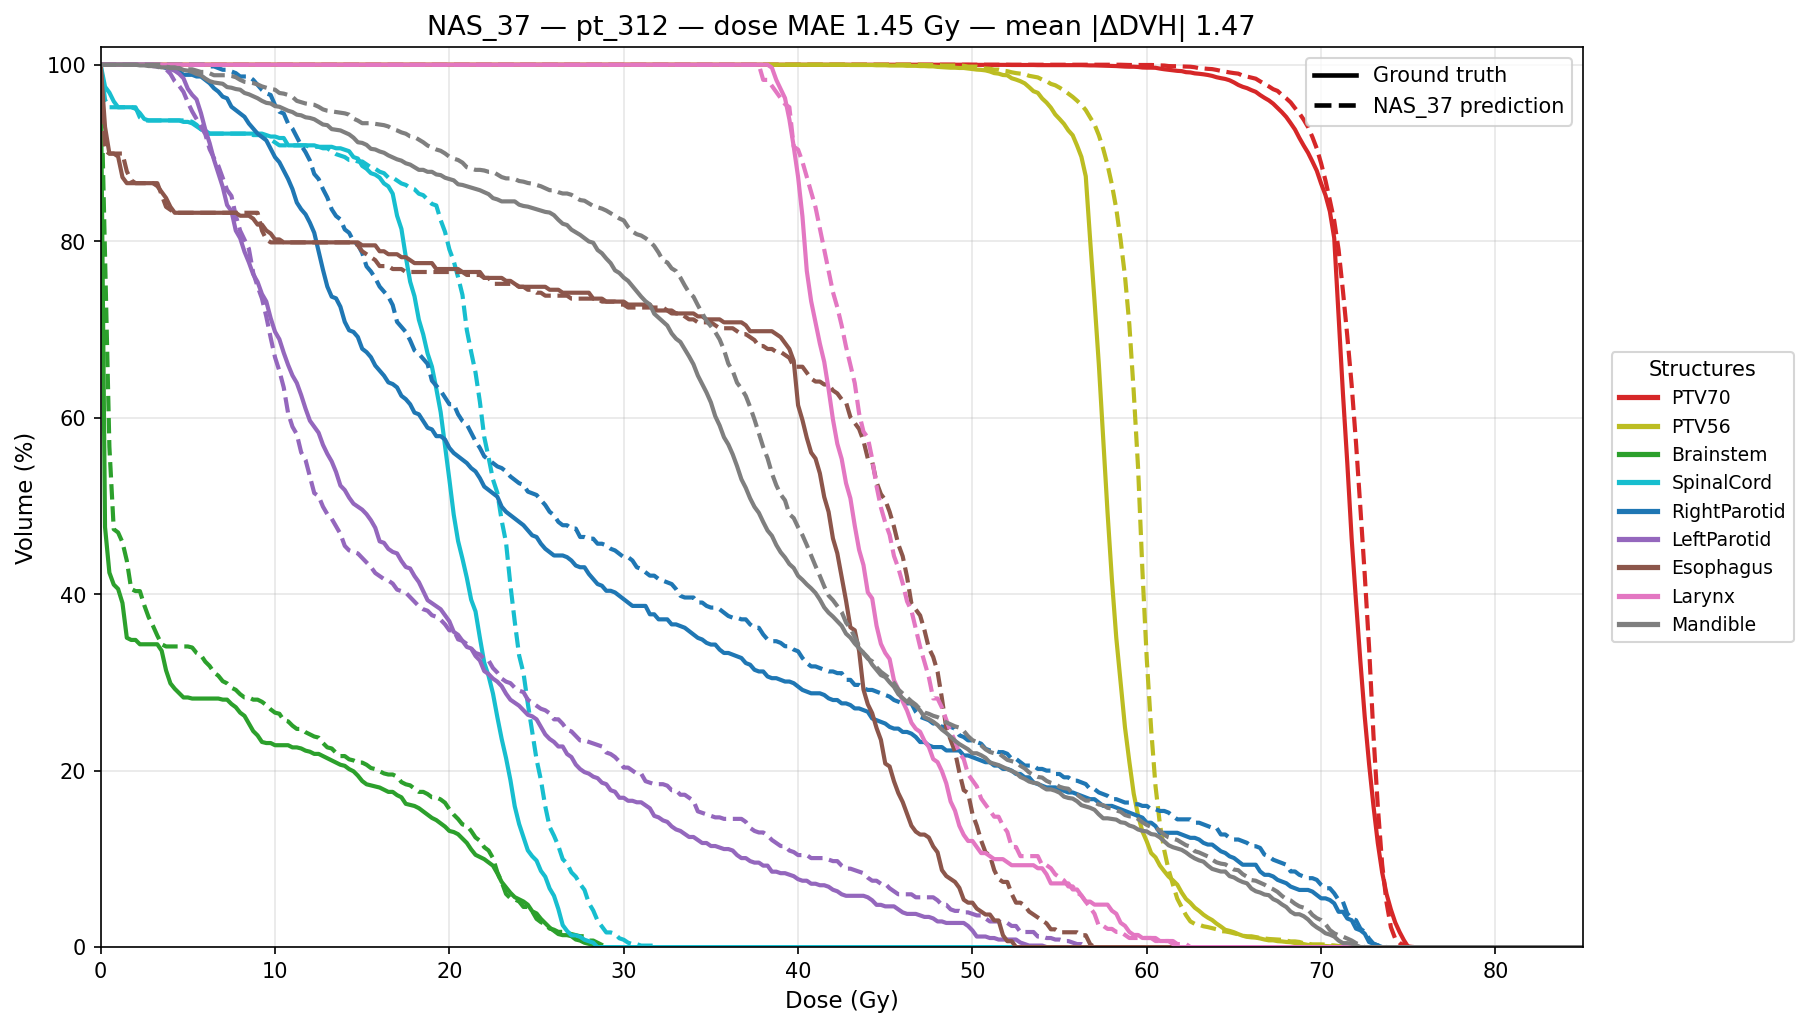 NAS_37 — pt_312 — dose MAE 1.45 Gy — mean |ΔDVH| 1.47
Ground truth
NAS_37 prediction
Volume (%)
100
80
60
40
20
0
0 10 20 30 40 50 60 70 80
Dose (Gy)
Structures
PTV70
PTV56
Brainstem
SpinalCord
RightParotid
LeftParotid
Esophagus
Larynx
Mandible